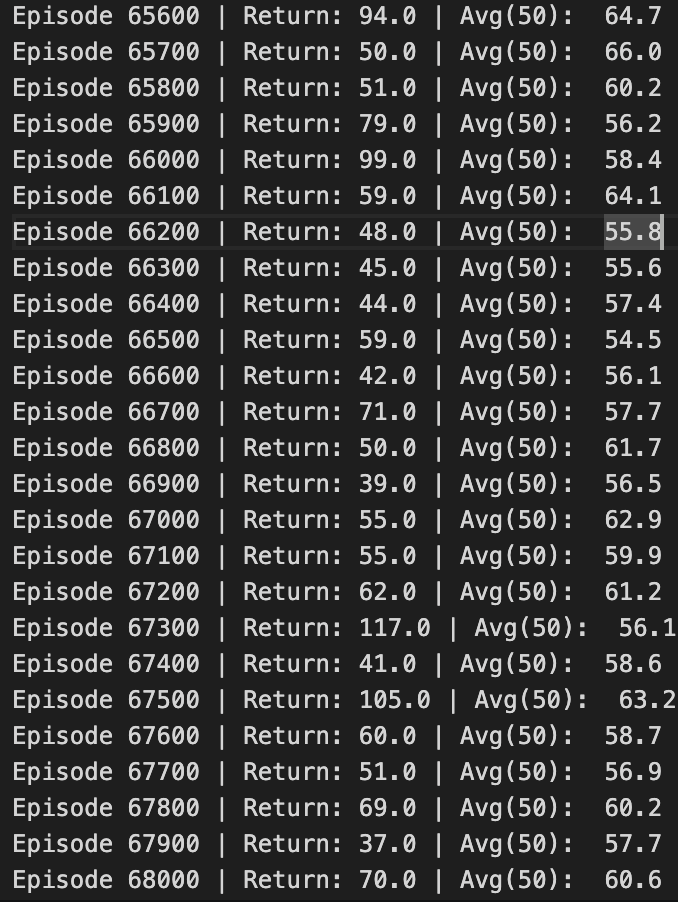 Episode 65600 | Return: 94.0 | Avg(50):  64.7
Episode 65700 | Return: 50.0 | Avg(50):  66.0
Episode 65800 | Return: 51.0 | Avg(50):  60.2
Episode 65900 | Return: 79.0 | Avg(50):  56.2
Episode 66000 | Return: 99.0 | Avg(50):  58.4
Episode 66100 | Return: 59.0 | Avg(50):  64.1
Episode 66200 | Return: 48.0 | Avg(50):  55.8
Episode 66300 | Return: 45.0 | Avg(50):  55.6
Episode 66400 | Return: 44.0 | Avg(50):  57.4
Episode 66500 | Return: 59.0 | Avg(50):  54.5
Episode 66600 | Return: 42.0 | Avg(50):  56.1
Episode 66700 | Return: 71.0 | Avg(50):  57.7
Episode 66800 | Return: 50.0 | Avg(50):  61.7
Episode 66900 | Return: 39.0 | Avg(50):  56.5
Episode 67000 | Return: 55.0 | Avg(50):  62.9
Episode 67100 | Return: 55.0 | Avg(50):  59.9
Episode 67200 | Return: 62.0 | Avg(50):  61.2
Episode 67300 | Return: 117.0 | Avg(50):  56.1
Episode 67400 | Return: 41.0 | Avg(50):  58.6
Episode 67500 | Return: 105.0 | Avg(50):  63.2
Episode 67600 | Return: 60.0 | Avg(50):  58.7
Episode 67700 | Return: 51.0 | Avg(50):  56.9
Episode 67800 | Return: 69.0 | Avg(50):  60.2
Episode 67900 | Return: 37.0 | Avg(50):  57.7
Episode 68000 | Return: 70.0 | Avg(50):  60.6